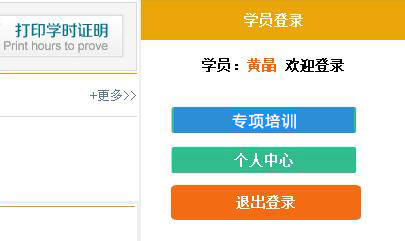 打印学时证明
Print hours to prove
+更多>>
学员登录
学员：黄晶 欢迎登录
专项培训
个人中心
退出登录